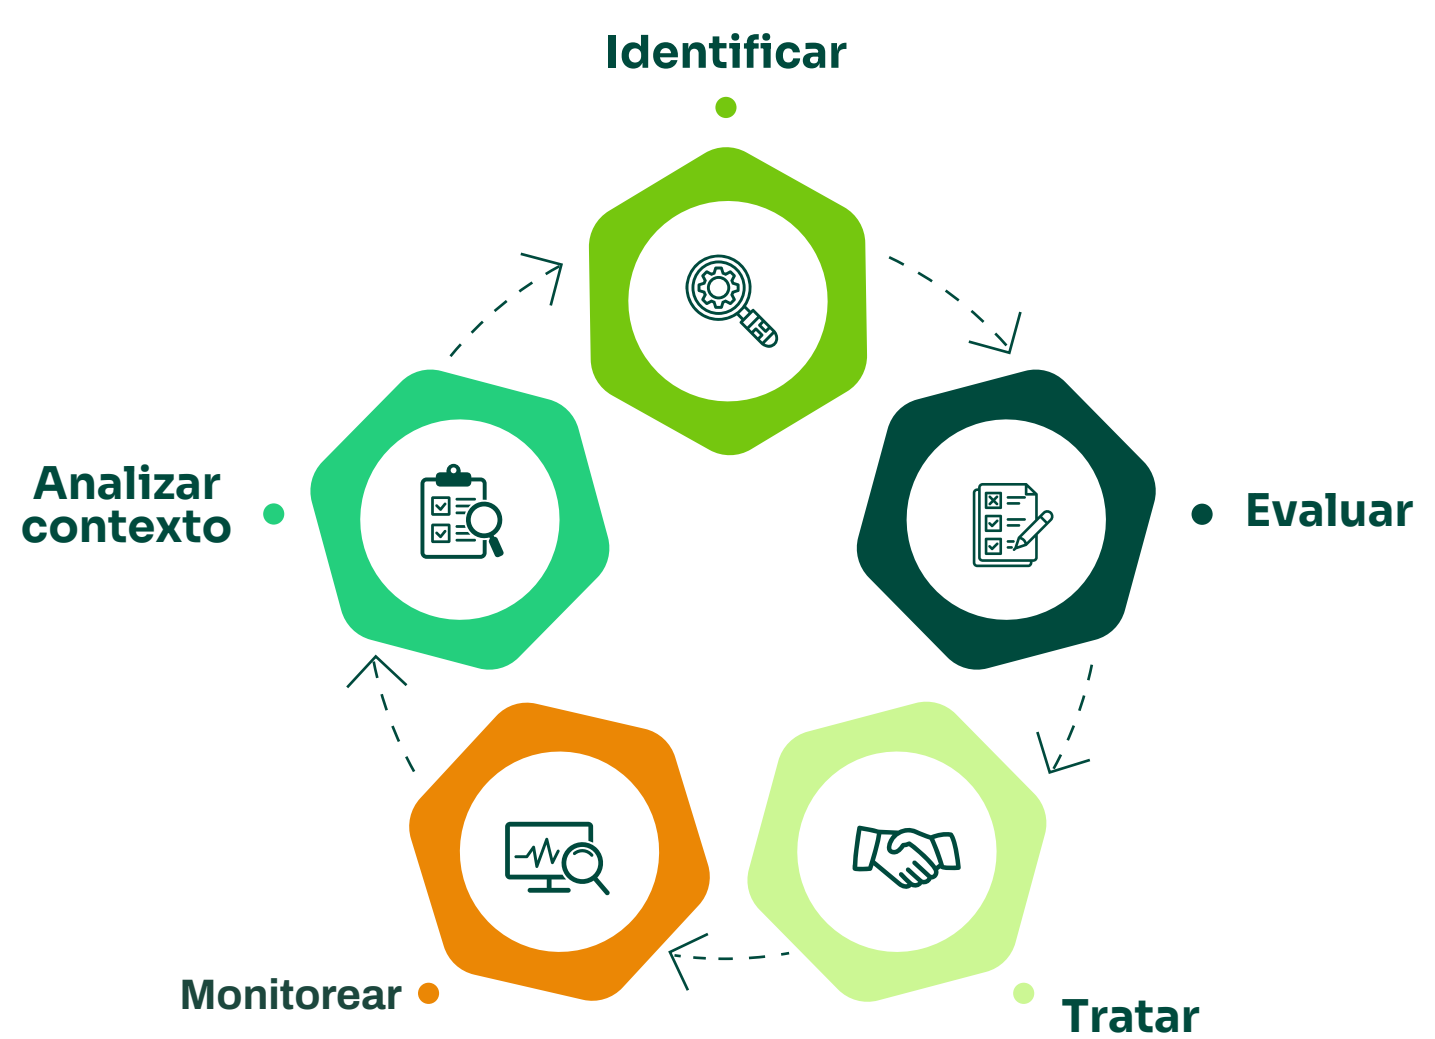 Identificar
Analizar
contexto
Evaluar
Monitorear
Tratar